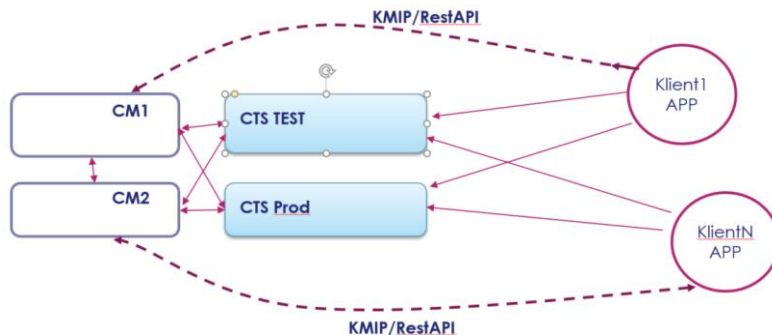 KMIP/RestAPI
Klient1
APP
CM1
CTS TEST
CM2
CTS Prod
KlientN
APP
KMIP/RestAPI